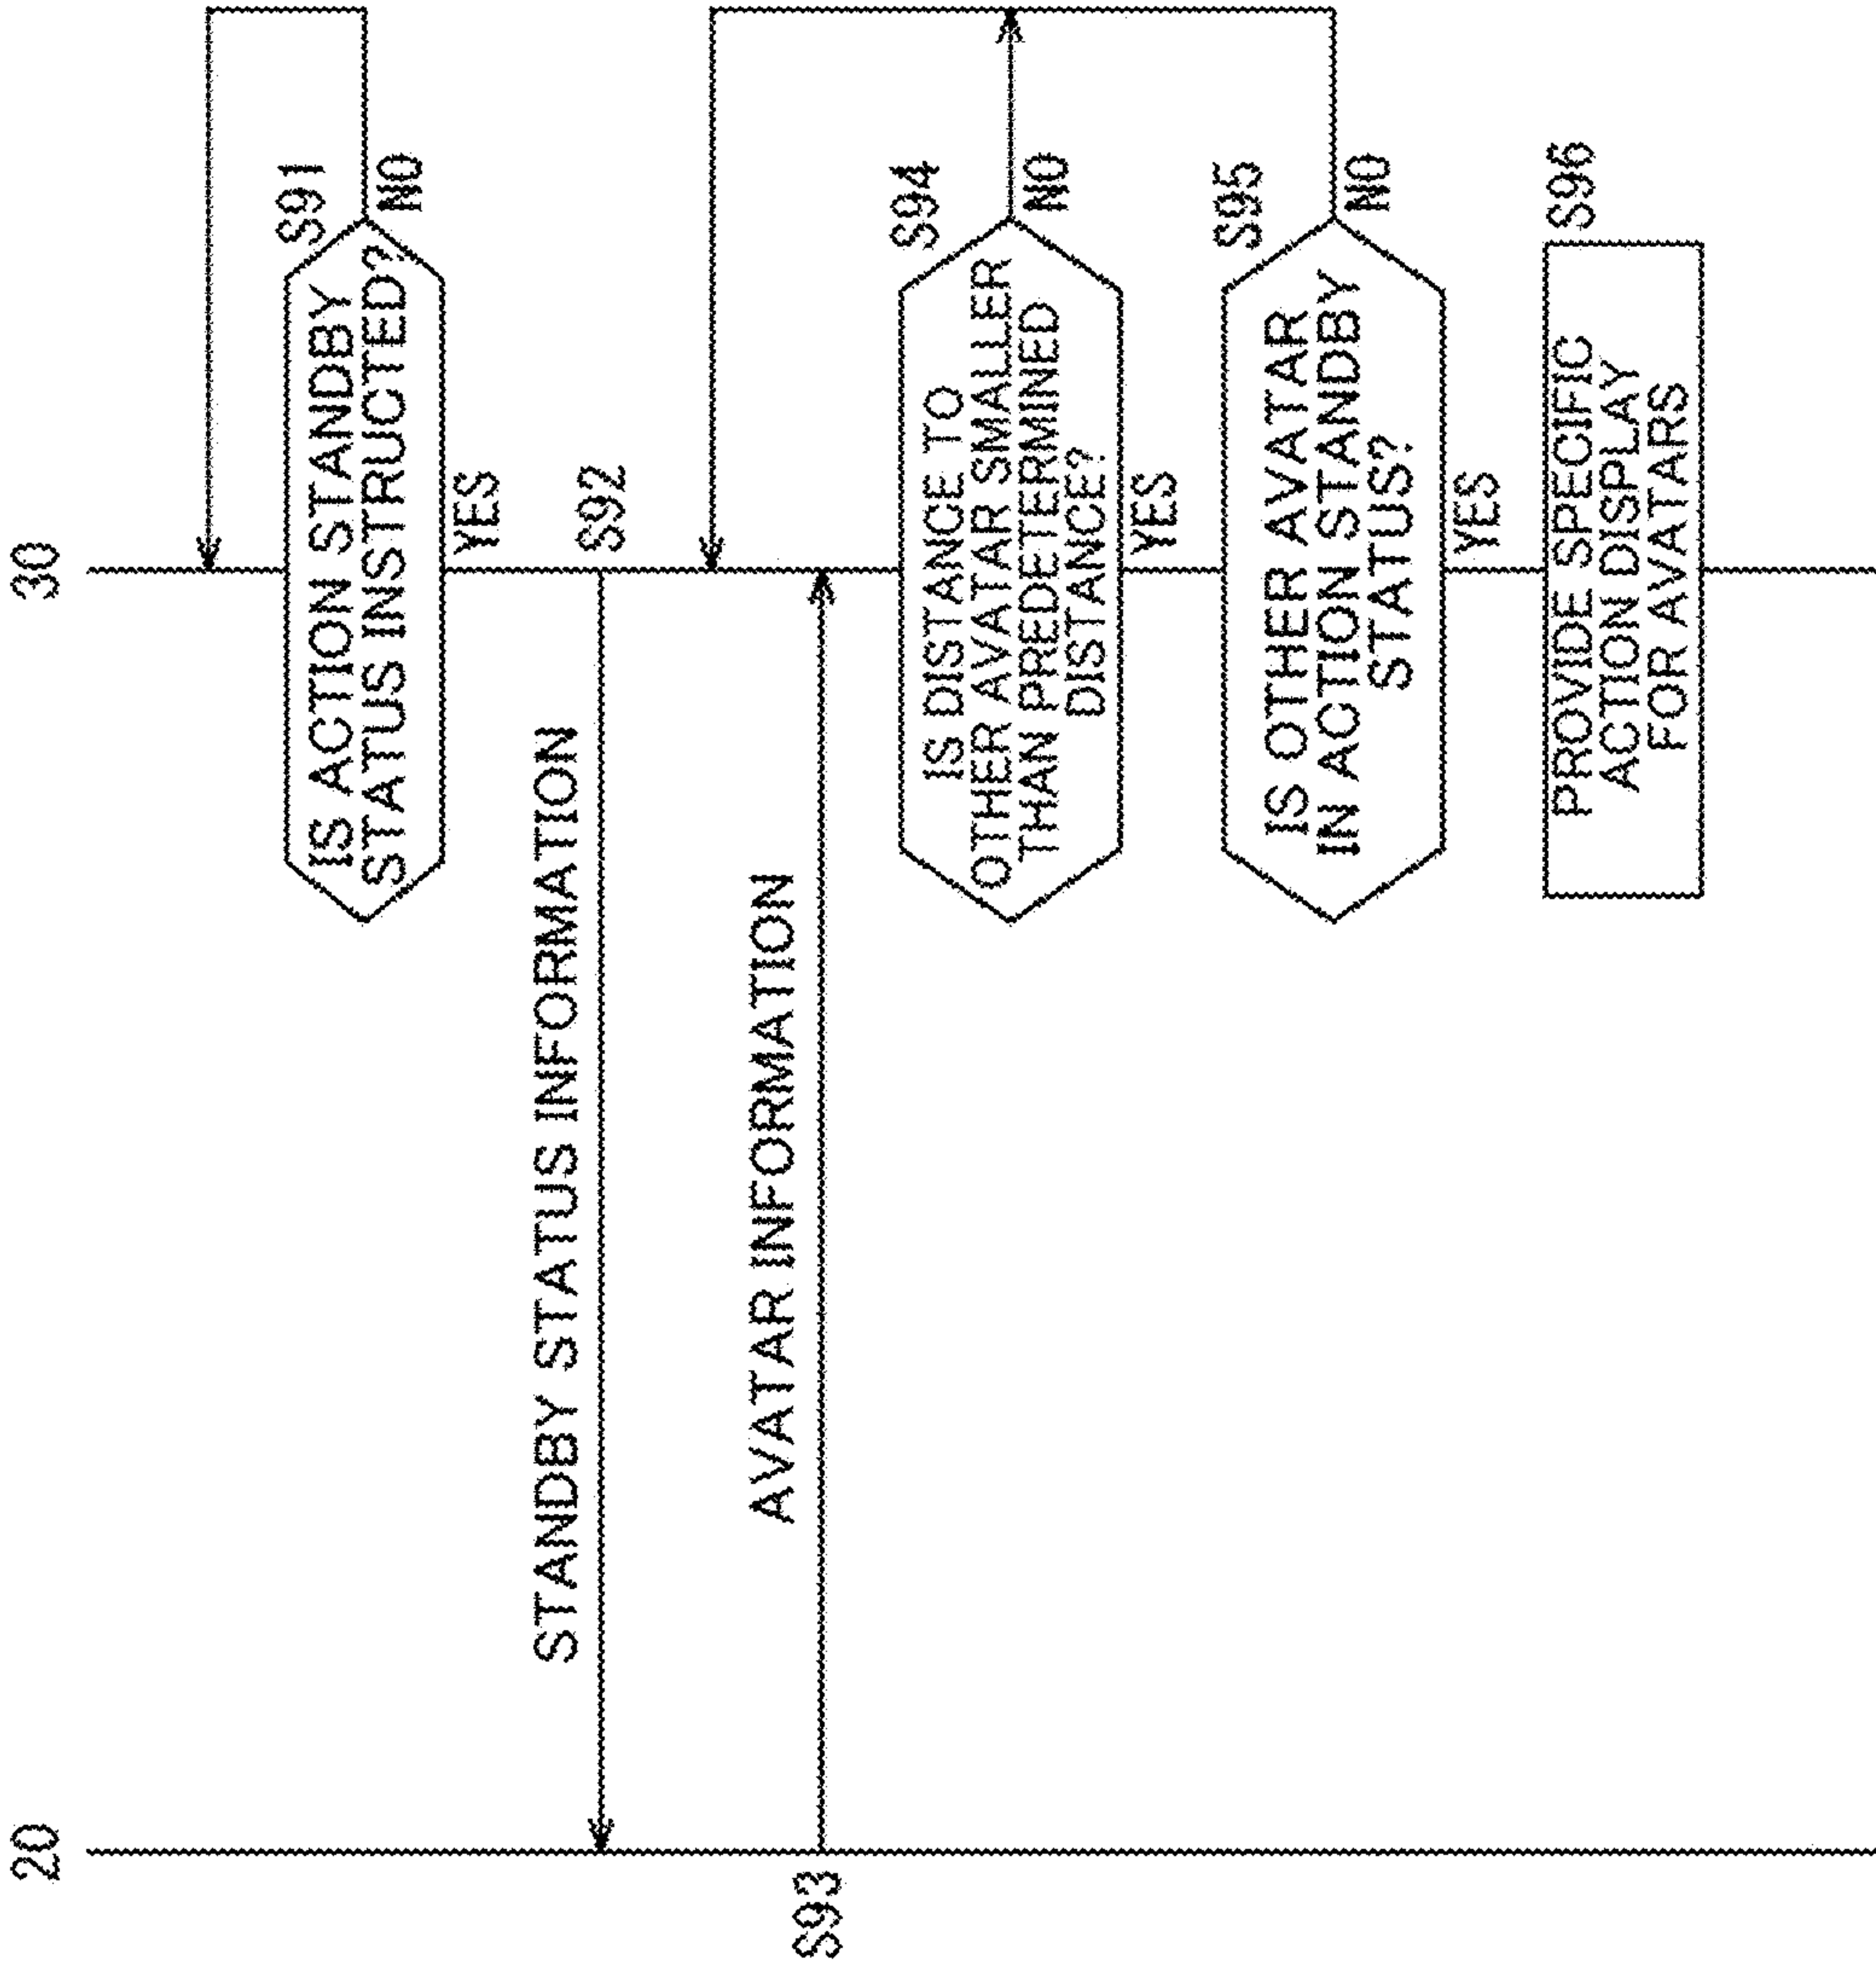 20
30
S91
IS ACTION STANDBY
STATUS INSTRUCTED?
NO
YES
STANDBY STATUS INFORMATION
S92
S93
AVATAR INFORMATION
S94
IS DISTANCE TO
OTHER AVATAR SMALLER
THAN PREDETERMINED
DISTANCE?
NO
YES
S95
IS OTHER AVATAR
IN ACTION STANDBY
STATUS?
NO
YES
S96
PROVIDE SPECIFIC
ACTION DISPLAY
FOR AVATARS